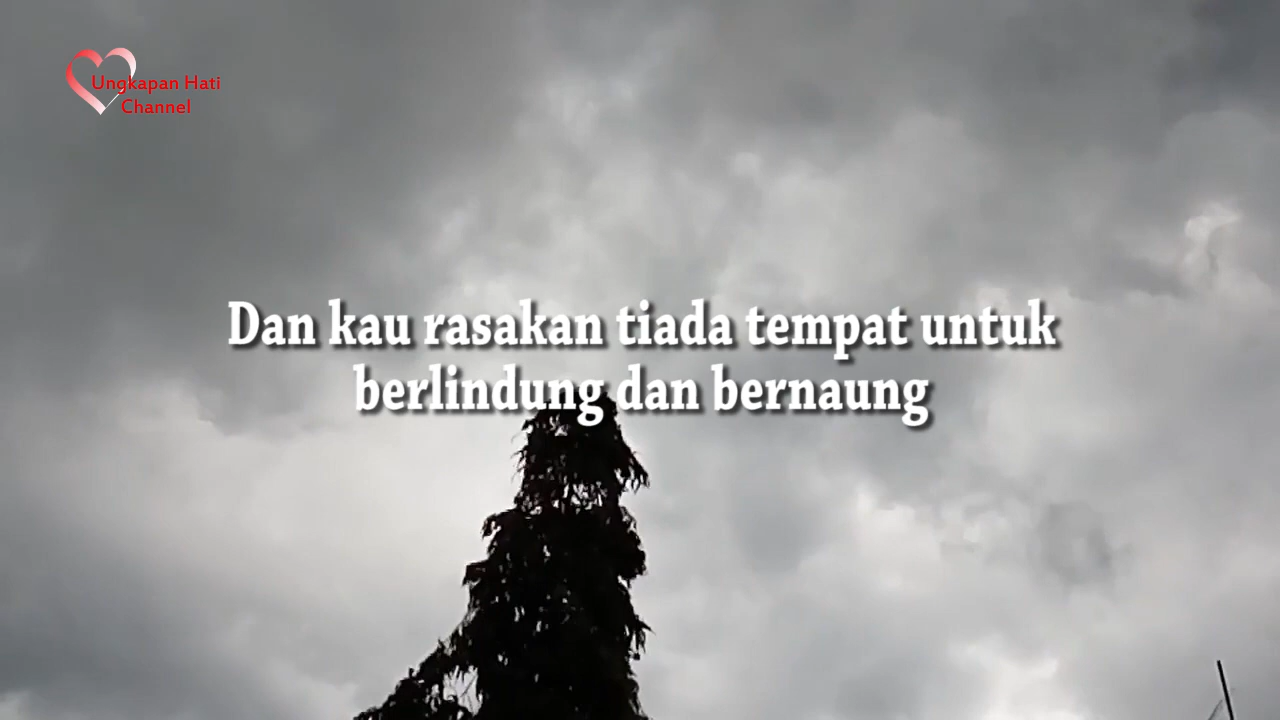 Ungkapan Hati
Channel
Dan kau rasakan tiada tempat untuk
berlindung dan bernaung